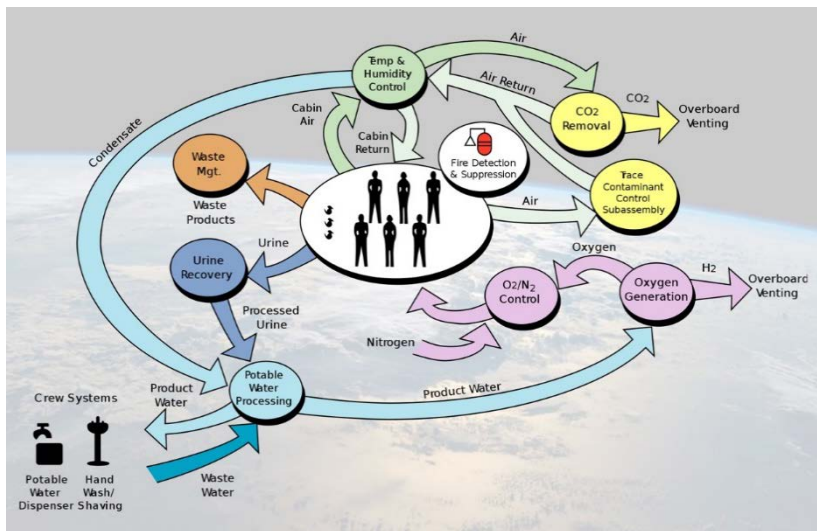 Air
Temp &
Humidity
Control
Air Return
CO2
Overboard
Venting
CO2
Removal
Cabin
Air
Cabin
Return
Condensate
Waste
Mgt.
Fire Detection
& Suppression
Trace
Contaminant
Control
Subassembly
Waste
Products
Air
Urine
Oxygen
Urine
Recovery
H2
Overboard
Venting
O2/N2
Control
Oxygen
Generation
Processed
Urine
Nitrogen
Potable
Water
Processing
Product
Water
Product Water
Crew Systems
Waste
Water
Potable
Water
Dispenser
Hand
Wash/
Shaving